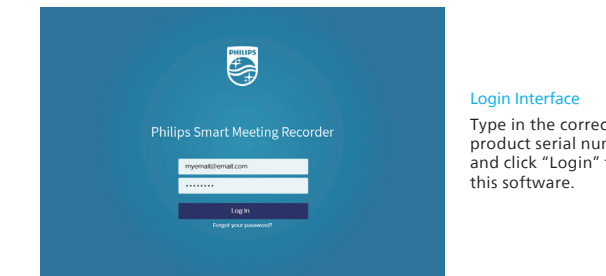 PHILIPS
Philips Smart Meeting Recorder
myemail@email.com
••••••••
Log In
Forgot your password?
Login Interface
Type in the correc
product serial nu
and click “Login”
this software.